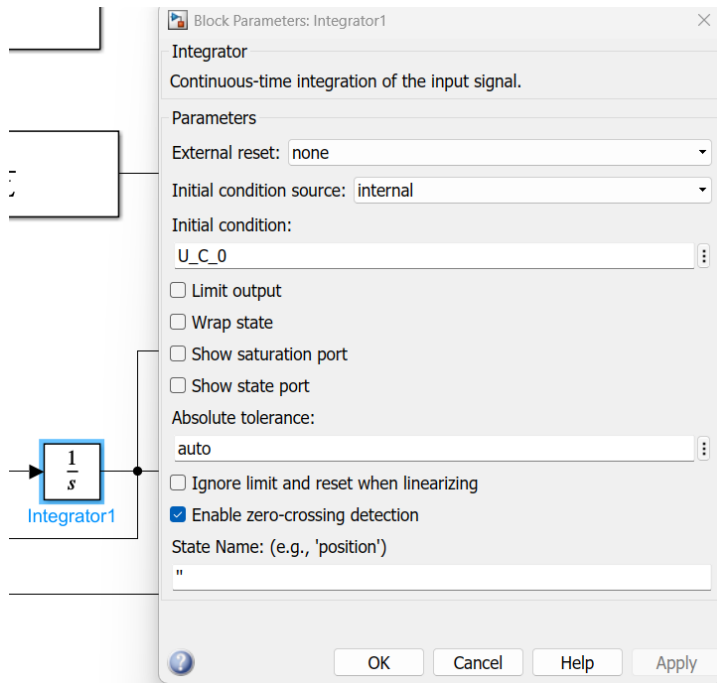 Block Parameters: Integrator1
Integrator
Continuous-time integration of the input signal.
Parameters
External reset: none
Initial condition source: internal
Initial condition:
U_C_0
Limit output
Wrap state
Show saturation port
Show state port
Absolute tolerance:
auto
Ignore limit and reset when linearizing
Enable zero-crossing detection
State Name: (e.g., 'position')
''
OK Cancel Help Apply
1
s
Integrator1